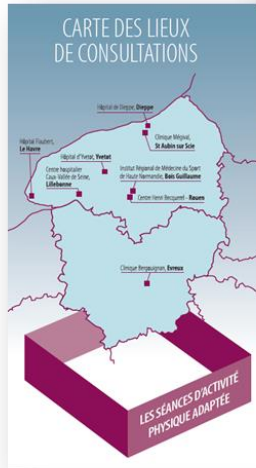 CARTE DES LIEUX
DE CONSULTATIONS
Hôpital de Dieppe, Dieppe
Clinique Mégival,
St Aubin sur Scie
Hôpital Flaubert,
Le Havre
Hôpital d'Yvetot, Yvetot
Centre hospitalier
Caux-Vallée de Seine,
Lillebonne
Institut Régional de Médecine du Sport
de Haute Normandie, Bois Guillaume
Centre Henri Becquerel - Rouen
Clinique Bergouignan, Evreux
LES SÉANCES D'ACTIVITÉ
PHYSIQUE ADAPTÉE